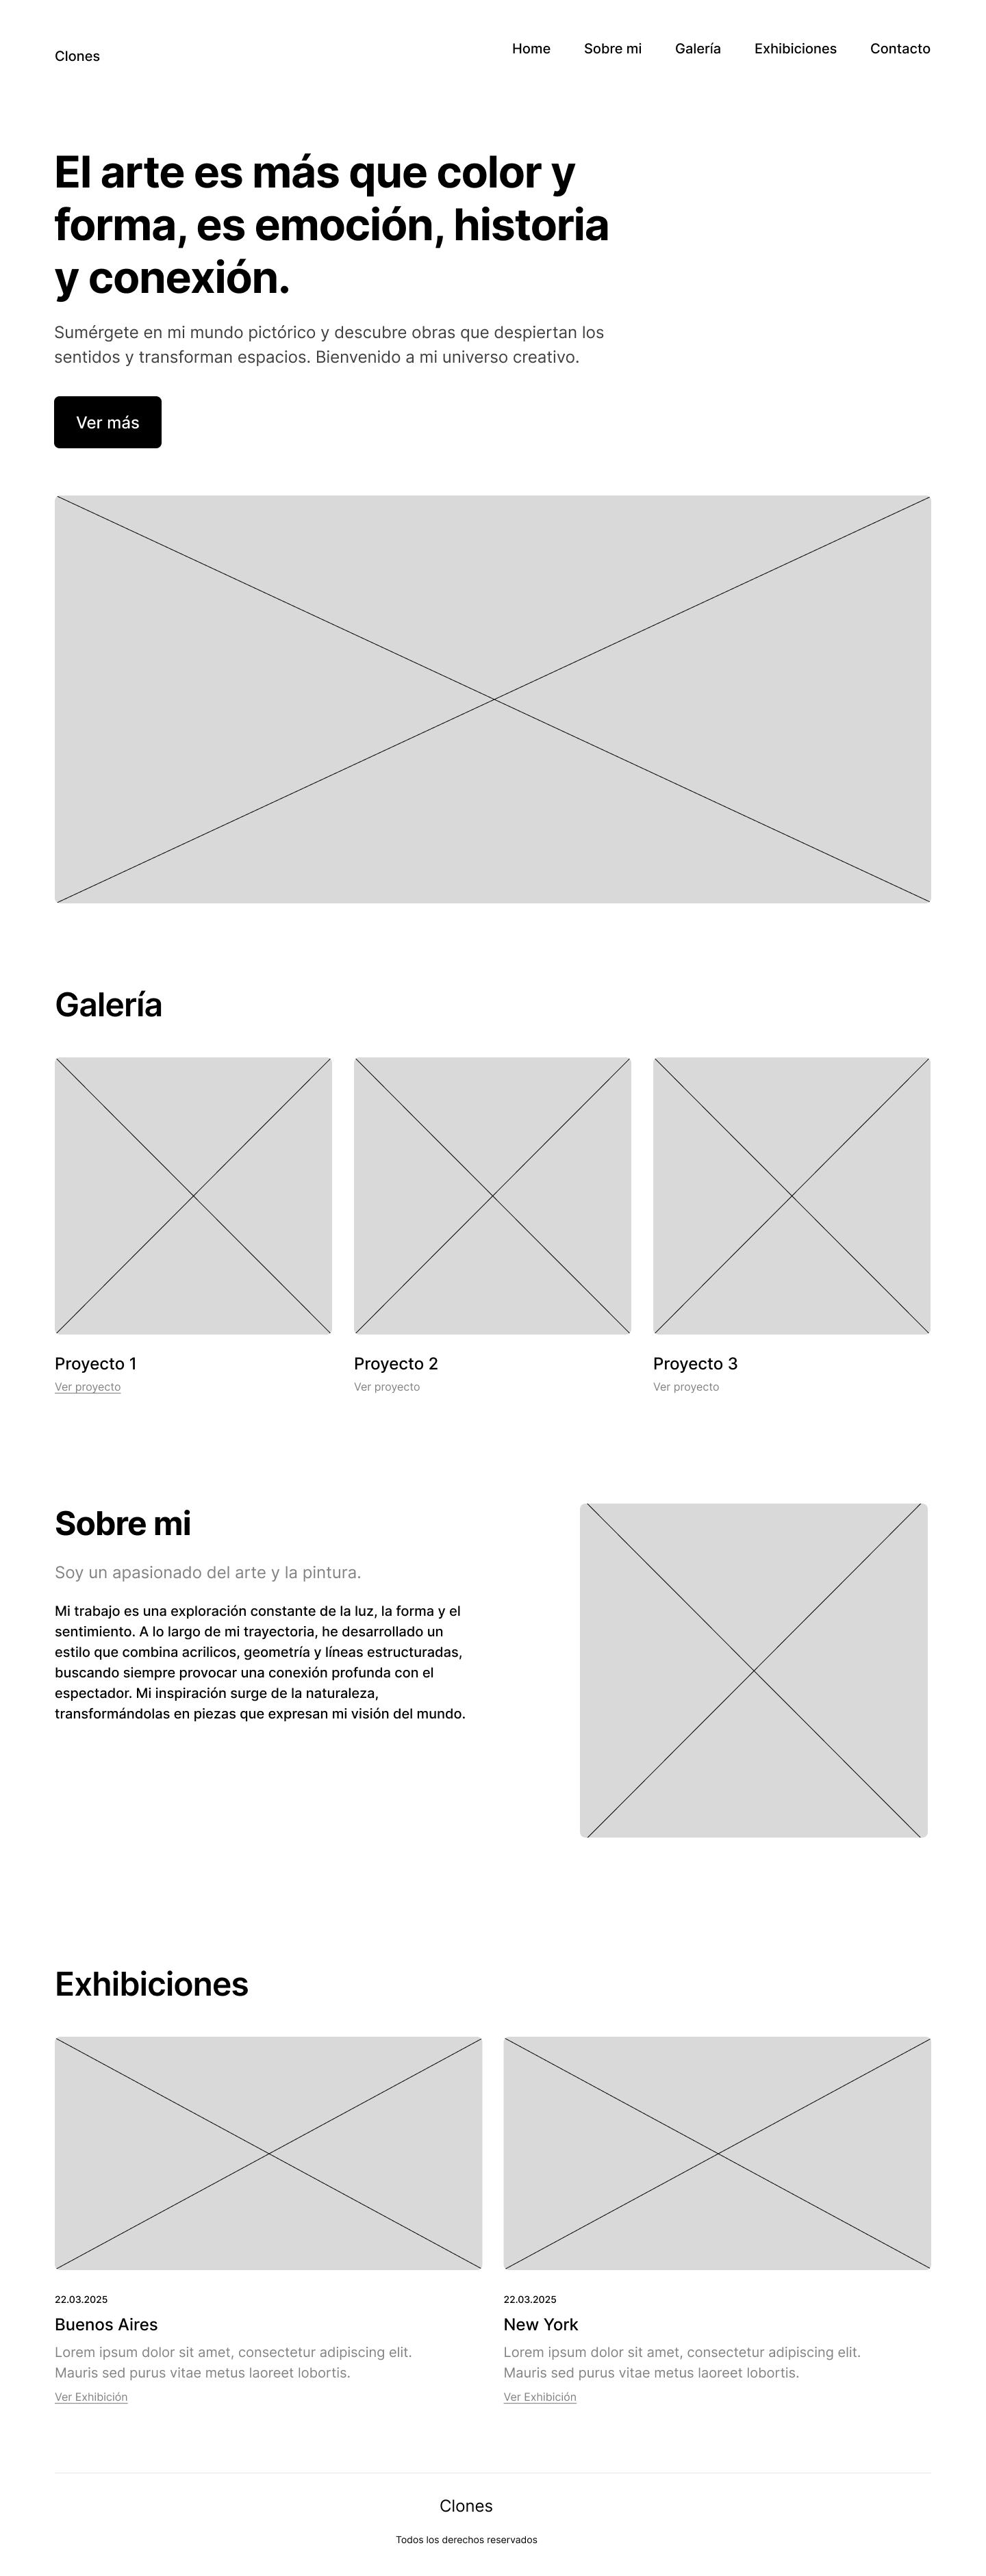 Clones
Home
Sobre mi
Galería
Exhibiciones
Contacto
El arte es más que color y
forma, es emoción, historia
y conexión.
Sumérgete en mi mundo pictórico y descubre obras que despiertan los
sentidos y transforman espacios. Bienvenido a mi universo creativo.
Ver más
Galería
Proyecto 1
Ver proyecto
Proyecto 2
Ver proyecto
Proyecto 3
Ver proyecto
Sobre mi
Soy un apasionado del arte y la pintura.
Mi trabajo es una exploración constante de la luz, la forma y el
sentimiento. A lo largo de mi trayectoria, he desarrollado un
estilo que combina acrilicos, geometría y líneas estructuradas,
buscando siempre provocar una conexión profunda con el
espectador. Mi inspiración surge de la naturaleza,
transformándolas en piezas que expresan mi visión del mundo.
Exhibiciones
22.03.2025
Buenos Aires
Lorem ipsum dolor sit amet, consectetur adipiscing elit.
Mauris sed purus vitae metus laoreet lobortis.
Ver Exhibición
22.03.2025
New York
Lorem ipsum dolor sit amet, consectetur adipiscing elit.
Mauris sed purus vitae metus laoreet lobortis.
Ver Exhibición
Clones
Todos los derechos reservados